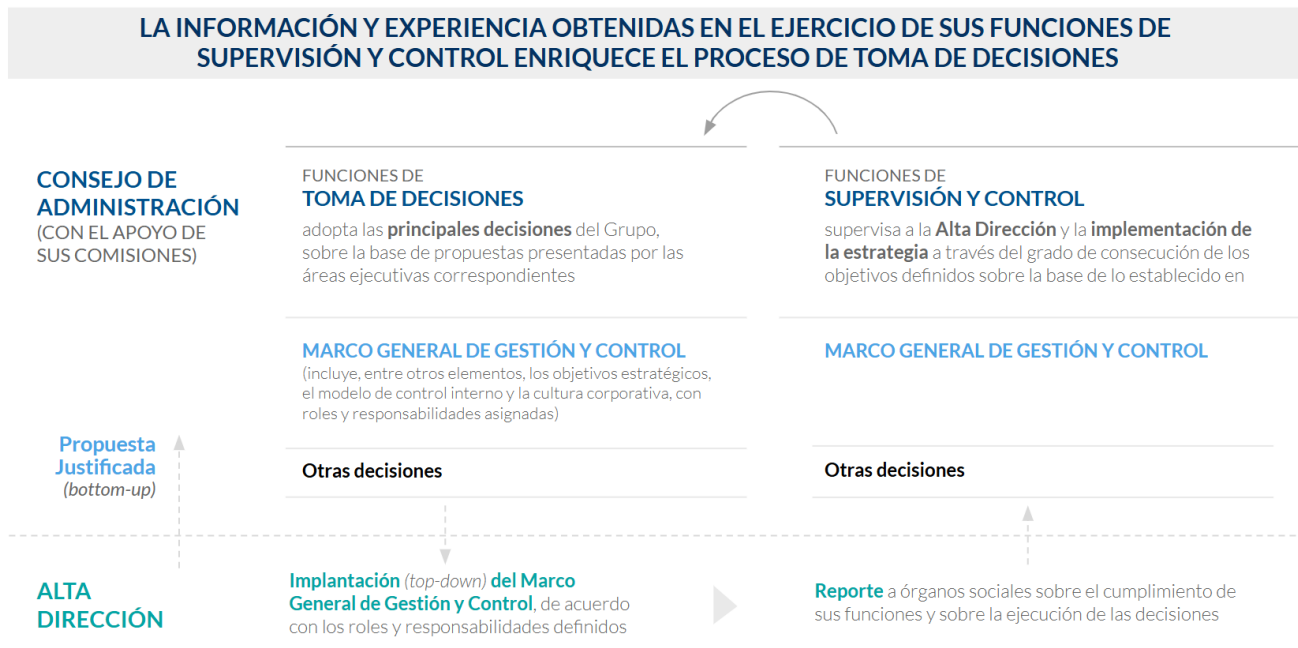 LA INFORMACIÓN Y EXPERIENCIA OBTENIDAS EN EL EJERCICIO DE SUS FUNCIONES DE
SUPERVISIÓN Y CONTROL ENRIQUECE EL PROCESO DE TOMA DE DECISIONES
CONSEJO DE
ADMINISTRACIÓN
(CON EL APOYO DE
SUS COMISIONES)
FUNCIONES DE
TOMA DE DECISIONES
adopta las principales decisiones del Grupo,
sobre la base de propuestas presentadas por las
áreas ejecutivas correspondientes
FUNCIONES DE
SUPERVISIÓN Y CONTROL
supervisa a la Alta Dirección y la implementación de
la estrategia a través del grado de consecución de los
objetivos definidos sobre la base de lo establecido en
MARCO GENERAL DE GESTIÓN Y CONTROL
(incluye, entre otros elementos, los objetivos estratégicos,
el modelo de control interno y la cultura corporativa, con
roles y responsabilidades asignadas)
MARCO GENERAL DE GESTIÓN Y CONTROL
Propuesta
Justificada
(bottom-up)
Otras decisiones
Otras decisiones
ALTA
DIRECCIÓN
Implantación (top-down) del Marco
General de Gestión y Control, de acuerdo
con los roles y responsabilidades definidos
Reporte a órganos sociales sobre el cumplimiento de
sus funciones y sobre la ejecución de las decisiones